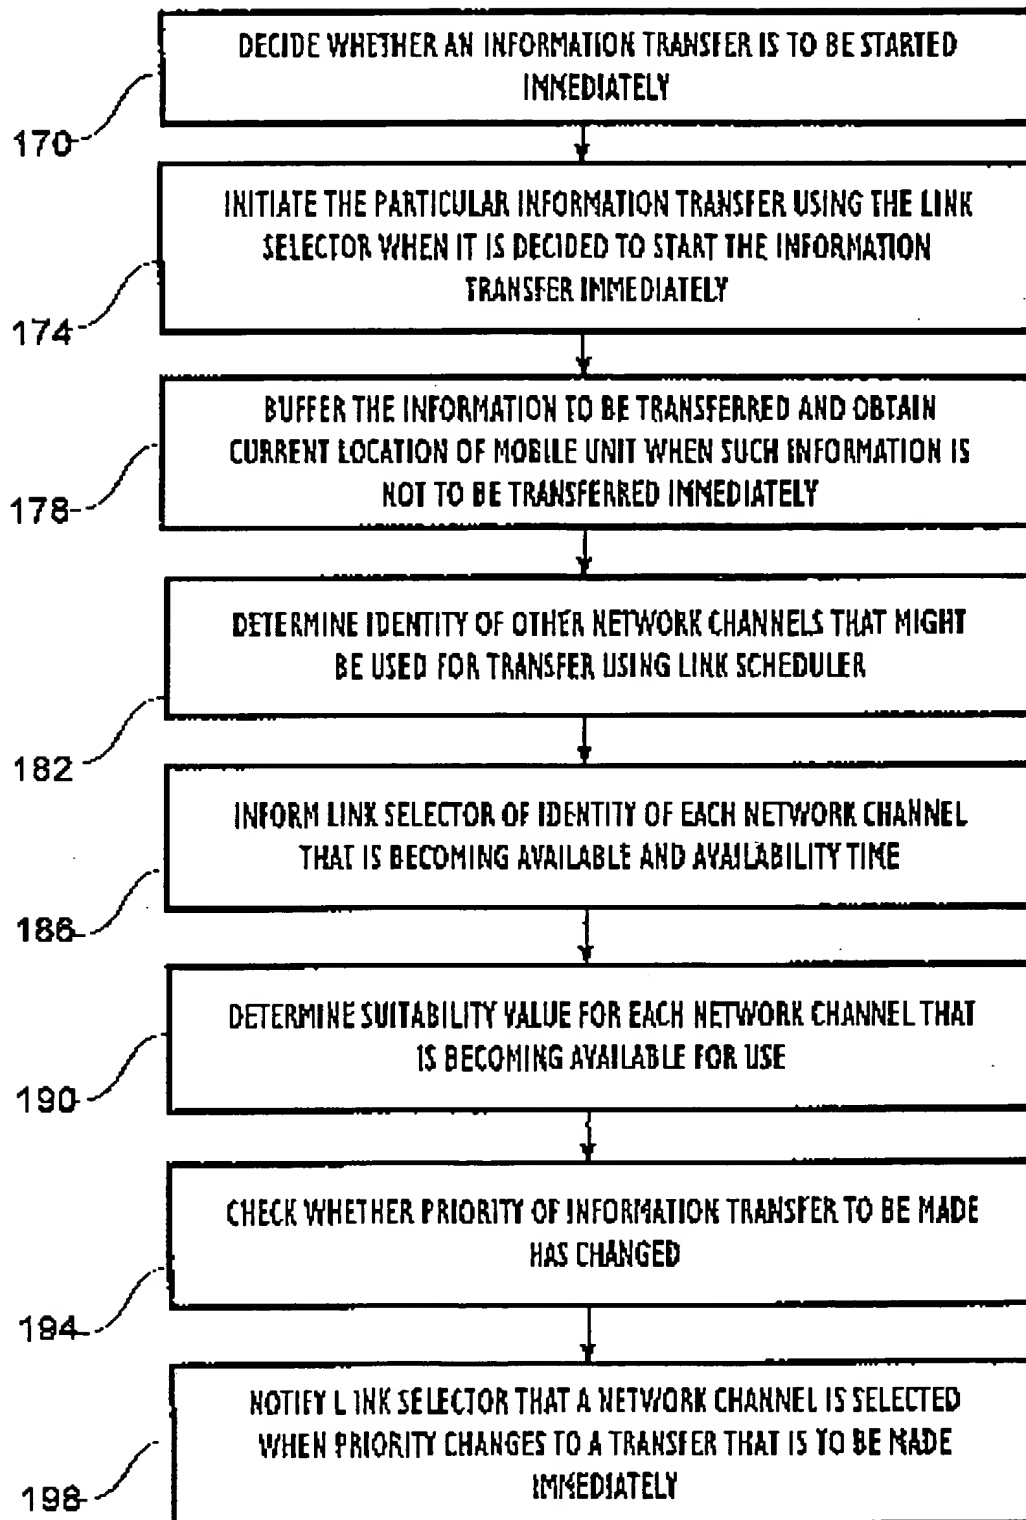 DECIDE WHETHER AN INFORMATION TRANSFER IS TO BE STARTED
IMMEDIATELY
170
INITIATE THE PARTICULAR INFORMATION TRANSFER USING THE LINK
SELECTOR WHEN IT IS DECIDED TO START THE INFORMATION
TRANSFER IMMEDIATELY
174
BUFFER THE INFORMATION TO BE TRANSFERRED AND OBTAIN
CURRENT LOCATION OF MOBILE UNIT WHEN SUCH INFORMATION IS
NOT TO BE TRANSFERRED IMMEDIATELY
178
DETERMINE IDENTITY OF OTHER NETWORK CHANNELS THAT MIGHT
BE USED FOR TRANSFER USING LINK SCHEDULER
182
INFORM LINK SELECTOR OF IDENTITY OF EACH NETWORK CHANNEL
THAT IS BECOMING AVAILABLE AND AVAILABILITY TIME
186
DETERMINE SUITABILITY VALUE FOR EACH NETWORK CHANNEL THAT
IS BECOMING AVAILABLE FOR USE
190
CHECK WHETHER PRIORITY OF INFORMATION TRANSFER TO BE MADE
HAS CHANGED
194
NOTIFY LINK SELECTOR THAT A NETWORK CHANNEL IS SELECTED
WHEN PRIORITY CHANGES TO A TRANSFER THAT IS TO BE MADE
IMMEDIATELY
198